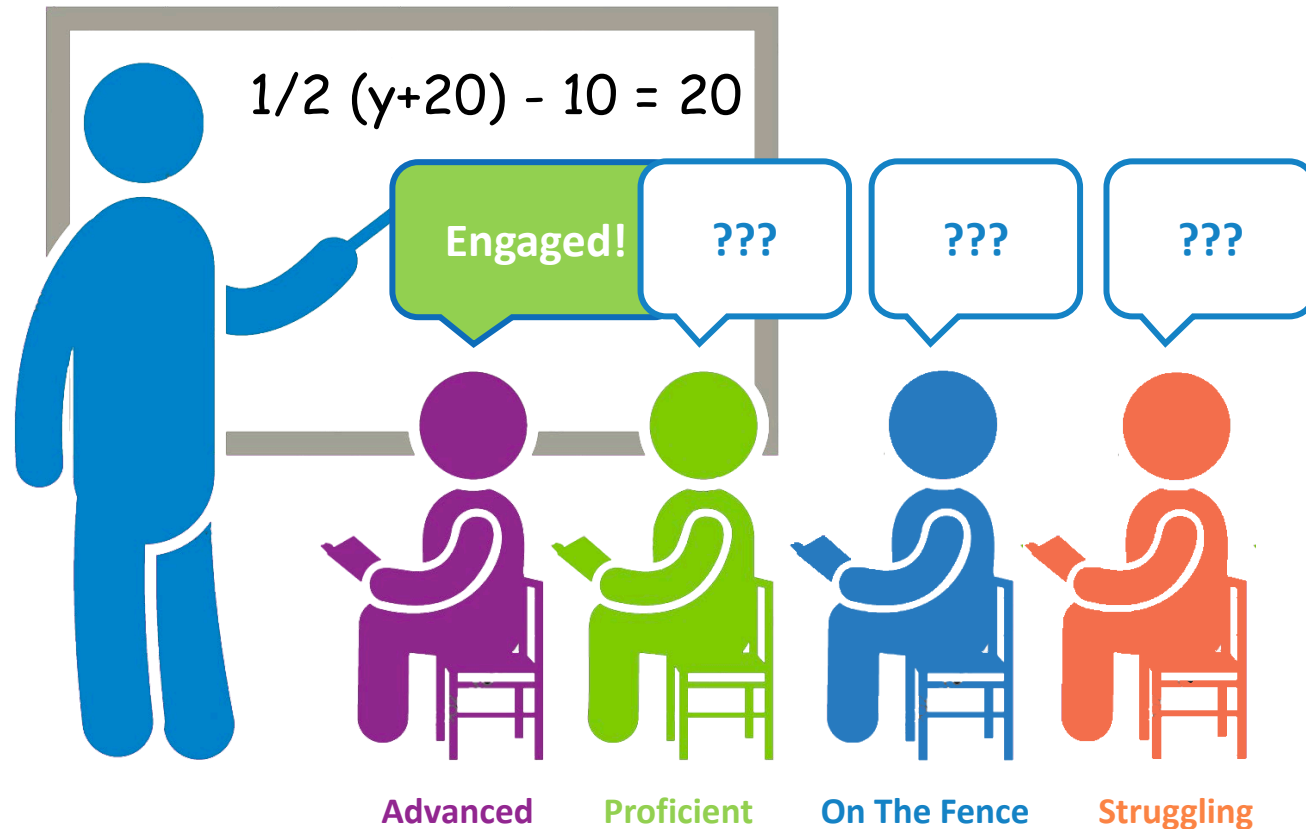 1/2 (y+20) - 10 = 20
Engaged! ??? ??? ???
Advanced Proficient On The Fence Struggling